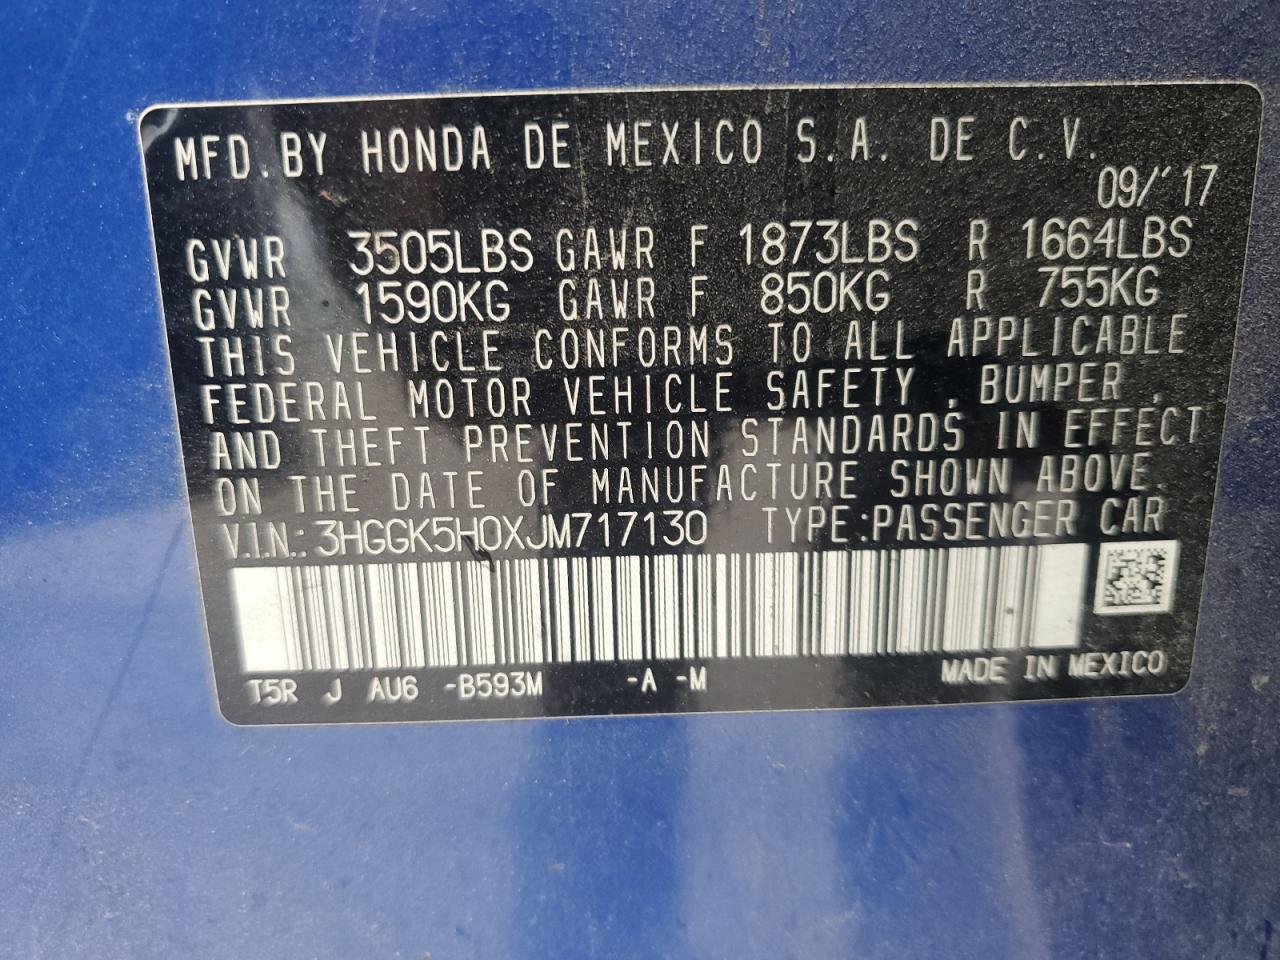 MFD.BY HONDA DE MEXICO S.A. DE C.V.
09/'17
GVWR 3505LBS GAWR F 1873LBS R 1664LBS
GVWR 1590KG GAWR F 850KG R 755KG
THIS VEHICLE CONFORMS TO ALL APPLICABLE
FEDERAL MOTOR VEHICLE SAFETY , BUMPER ,
AND THEFT PREVENTION STANDARDS IN EFFECT
ON THE DATE OF MANUFACTURE SHOWN ABOVE.
V.I.N.: 3HGGK5H0XJM717130 TYPE:PASSENGER CAR
T5R J AU6 -B593M -A -M MADE IN MEXICO